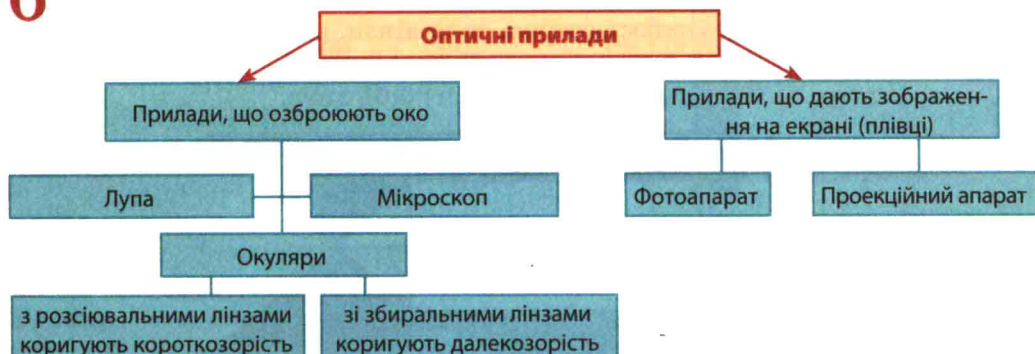 6
Оптичні прилади
Прилади, що озброюють око
Прилади, що дають зображен-
ня на екрані (плівці)
Лупа
Мікроскоп
Фотоапарат
Проекційний апарат
Окуляри
з розсіювальними лінзами
коригують короткозорість
зі збиральними лінзами
коригують далекозорість